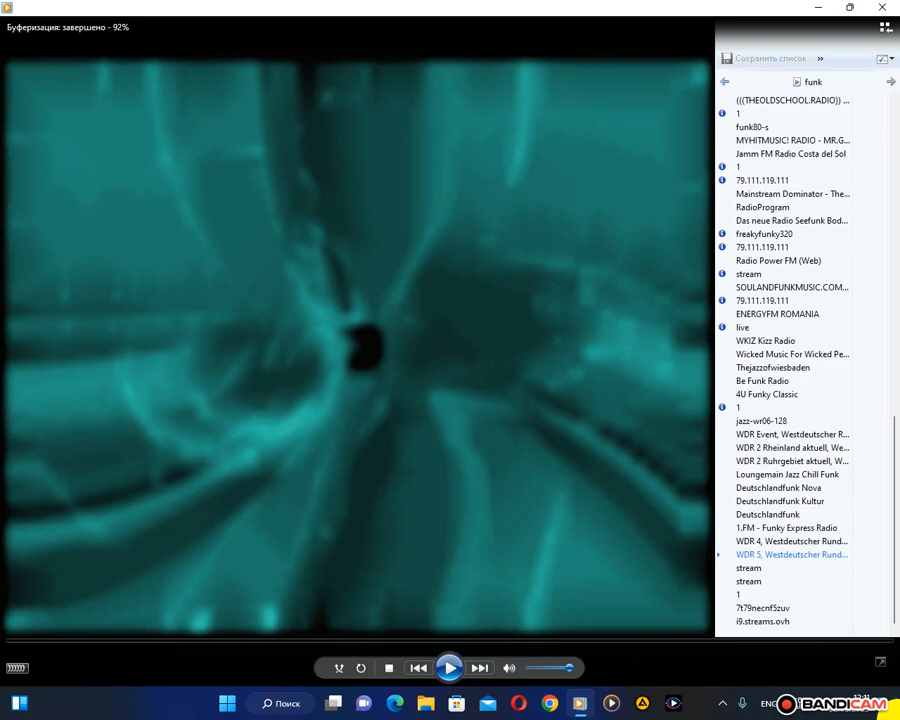 Буферизация: завершено - 92%
Сохранить список »
funk
(((THEOLDSCHOOL.RADIO))) ...
1
funk80-s
MYHITMUSIC! RADIO - MR.G...
Jamm FM Radio Costa del Sol
1
79.111.119.111
Mainstream Dominator - The...
RadioProgram
Das neue Radio Seefunk Bod...
freakyfunky320
79.111.119.111
Radio Power FM (Web)
stream
SOULANDFUNKMUSIC.COM...
79.111.119.111
ENERGYFM ROMANIA
live
WKIZ Kizz Radio
Wicked Music For Wicked Pe...
Thejazzofwiesbaden
Be Funk Radio
4U Funky Classic
1
jazz-wr06-128
WDR Event, Westdeutscher R...
WDR 2 Rheinland aktuell, We...
WDR 2 Ruhrgebiet aktuell, W...
Loungemain Jazz Chill Funk
Deutschlandfunk Nova
Deutschlandfunk Kultur
Deutschlandfunk
1.FM - Funky Express Radio
WDR 4, Westdeutscher Rund...
WDR 5, Westdeutscher Rund...
stream
stream
1
7t79necnf5zuv
i9.streams.ovh
Поиск
ENG
BANDICAM